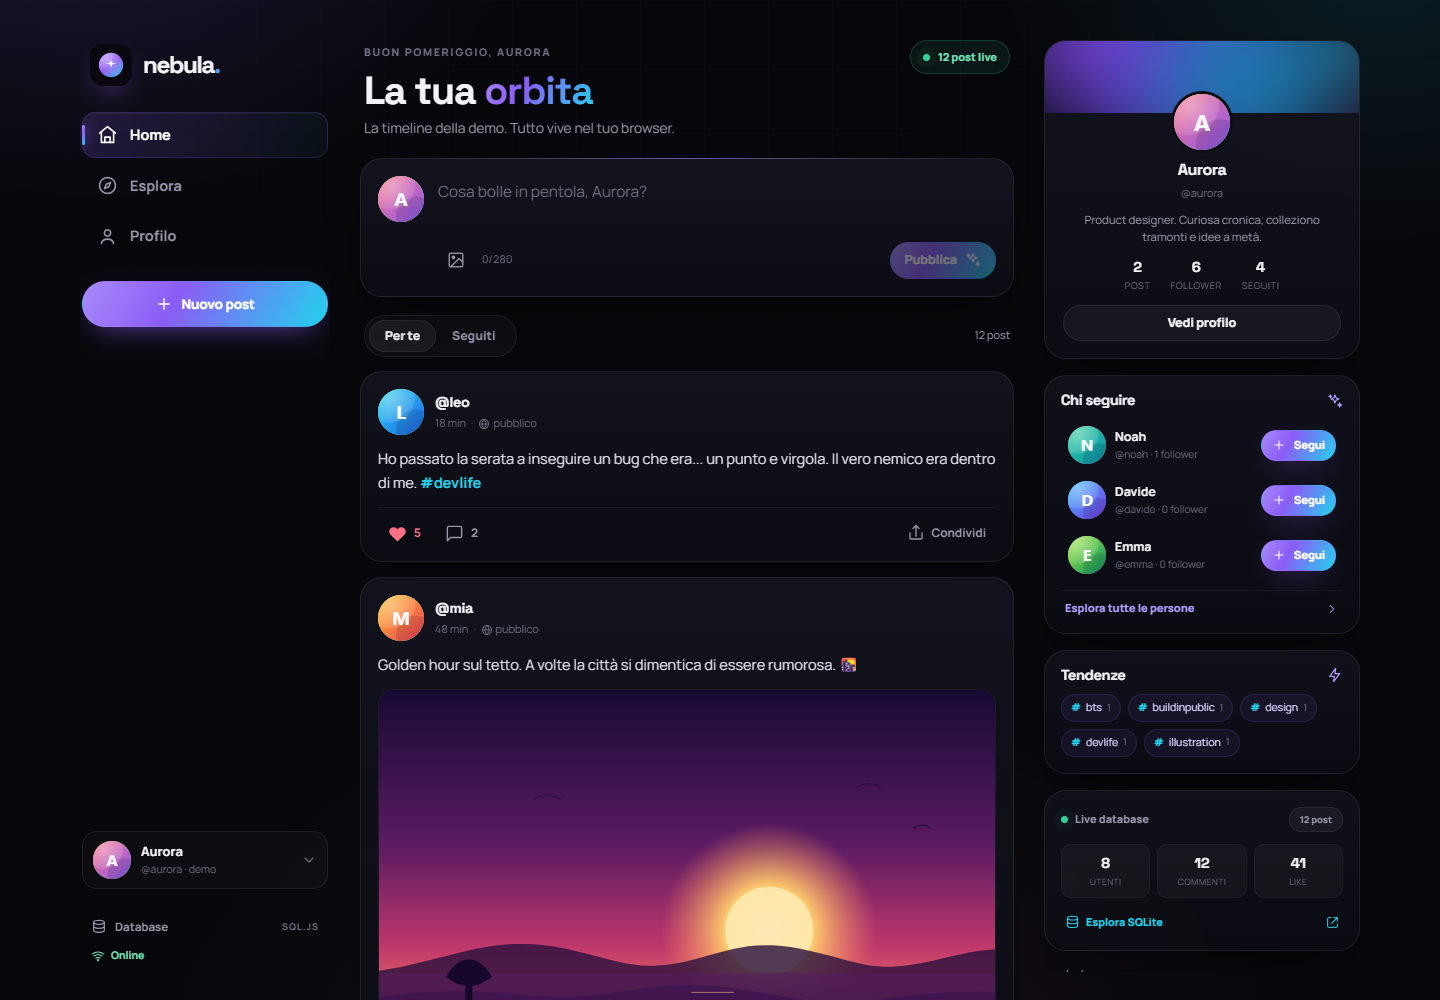 nebula.
Home
Esplora
Profilo
Nuovo post
Aurora
@aurora · demo
Database SQL.JS
Online
BUON POMERIGGIO, AURORA
La tua orbita
La timeline della demo. Tutto vive nel tuo browser.
12 post live
A Cosa bolle in pentola, Aurora?
0/280 Pubblica
Per te Seguiti 12 post
L @leo
18 min · pubblico
Ho passato la serata a inseguire un bug che era... un punto e virgola. Il vero nemico era dentro
di me. #devlife
5 2 Condividi
M @mia
48 min · pubblico
Golden hour sul tetto. A volte la città si dimentica di essere rumorosa.
A
Aurora
@aurora
Product designer. Curiosa cronica, colleziono
tramonti e idee a metà.
2 6 4
POST FOLLOWER SEGUITI
Vedi profilo
Chi seguire
N Noah
@noah · 1 follower
Segui
D Davide
@davide · 0 follower
Segui
E Emma
@emma · 0 follower
Segui
Esplora tutte le persone
Tendenze
# bts 1 # buildinpublic 1 # design 1
# devlife 1 # illustration 1
Live database 12 post
8 12 41
UTENTI COMMENTI LIKE
Esplora SQLite
A